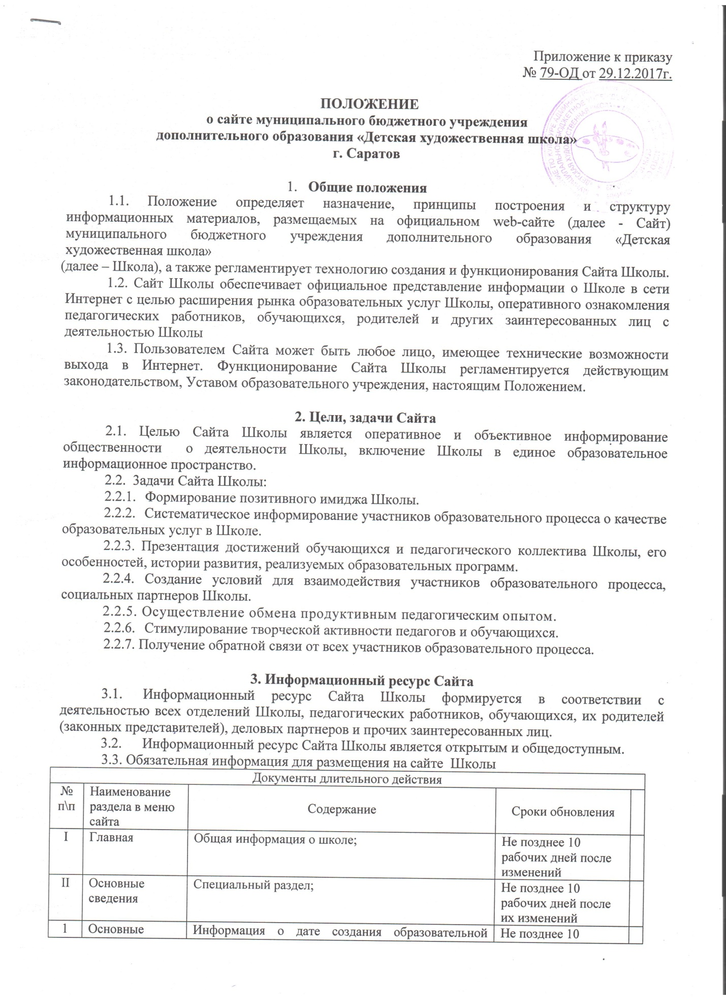 Приложение к приказу
№ 79-ОД от 29.12.2017г.
ПОЛОЖЕНИЕ
о сайте муниципального бюджетного учреждения
дополнительного образования «Детская художественная школа»
г. Саратов
1. Общие положения
1.1. Положение определяет назначение, принципы построения и структуру
информационных материалов, размещаемых на официальном web-сайте (далее - Сайт)
муниципального бюджетного учреждения дополнительного образования «Детская
художественная школа»
(далее – Школа), а также регламентирует технологию создания и функционирования Сайта Школы.
1.2. Сайт Школы обеспечивает официальное представление информации о Школе в сети
Интернет с целью расширения рынка образовательных услуг Школы, оперативного ознакомления
педагогических работников, обучающихся, родителей и других заинтересованных лиц с
деятельностью Школы
1.3. Пользователем Сайта может быть любое лицо, имеющее технические возможности
выхода в Интернет. Функционирование Сайта Школы регламентируется действующим
законодательством, Уставом образовательного учреждения, настоящим Положением.
2. Цели, задачи Сайта
2.1. Целью Сайта Школы является оперативное и объективное информирование
общественности о деятельности Школы, включение Школы в единое образовательное
информационное пространство.
2.2. Задачи Сайта Школы:
2.2.1. Формирование позитивного имиджа Школы.
2.2.2. Систематическое информирование участников образовательного процесса о качестве
образовательных услуг в Школе.
2.2.3. Презентация достижений обучающихся и педагогического коллектива Школы, его
особенностей, истории развития, реализуемых образовательных программ.
2.2.4. Создание условий для взаимодействия участников образовательного процесса,
социальных партнеров Школы.
2.2.5. Осуществление обмена продуктивным педагогическим опытом.
2.2.6. Стимулирование творческой активности педагогов и обучающихся.
2.2.7. Получение обратной связи от всех участников образовательного процесса.
3. Информационный ресурс Сайта
3.1. Информационный ресурс Сайта Школы формируется в соответствии с
деятельностью всех отделений Школы, педагогических работников, обучающихся, их родителей
(законных представителей), деловых партнеров и прочих заинтересованных лиц.
3.2. Информационный ресурс Сайта Школы является открытым и общедоступным.
3.3. Обязательная информация для размещения на сайте Школы
Документы длительного действия
№ п\п
Наименование
раздела в меню
сайта
Содержание
Сроки обновления
I
Главная
Общая информация о школе;
Не позднее 10
рабочих дней после
изменений
II
Основные
сведения
Специальный раздел;
Не позднее 10
рабочих дней после
их изменений
1
Основные
Информация о дате создания образовательной
Не позднее 10